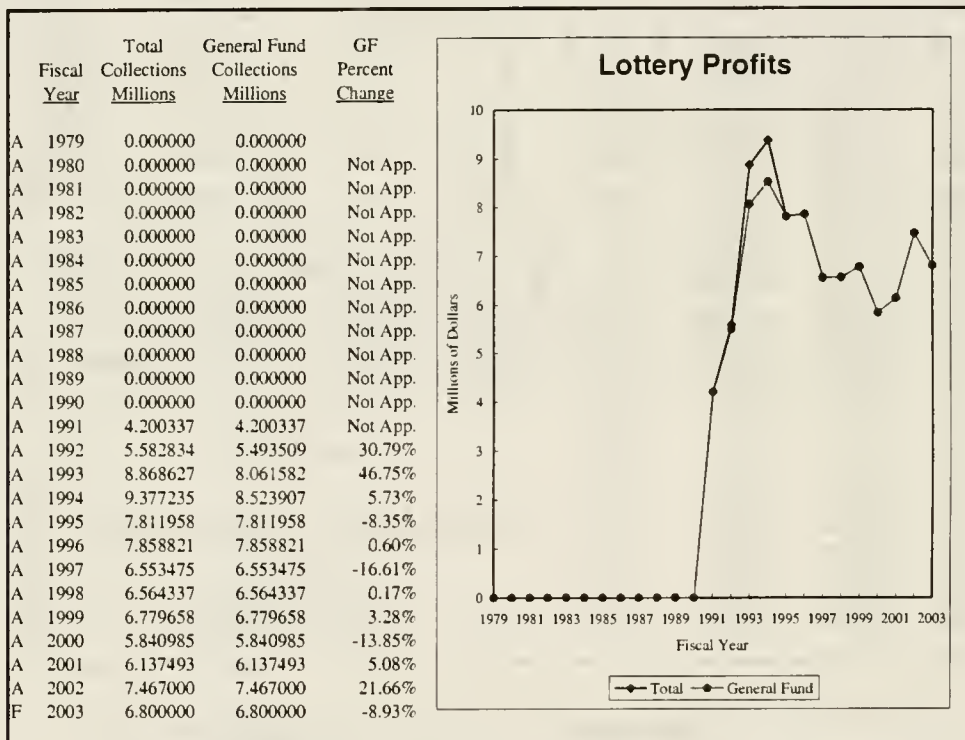 Total General Fund GF
Fiscal Collections Collections Percent
Year Millions Millions Change
A 1979 0.000000 0.000000
A 1980 0.000000 0.000000 Not App.
A 1981 0.000000 0.000000 Not App.
A 1982 0.000000 0.000000 Not App.
A 1983 0.000000 0.000000 Not App.
A 1984 0.000000 0.000000 Not App.
A 1985 0.000000 0.000000 Not App.
A 1986 0.000000 0.000000 Not App.
A 1987 0.000000 0.000000 Not App.
A 1988 0.000000 0.000000 Not App.
A 1989 0.000000 0.000000 Not App.
A 1990 0.000000 0.000000 Not App.
A 1991 4.200337 4.200337 Not App.
A 1992 5.582834 5.493509 30.79%
A 1993 8.868627 8.061582 46.75%
A 1994 9.377235 8.523907 5.73%
A 1995 7.811958 7.811958 -8.35%
A 1996 7.858821 7.858821 0.60%
A 1997 6.553475 6.553475 -16.61%
A 1998 6.564337 6.564337 0.17%
A 1999 6.779658 6.779658 3.28%
A 2000 5.840985 5.840985 -13.85%
A 2001 6.137493 6.137493 5.08%
A 2002 7.467000 7.467000 21.66%
F 2003 6.800000 6.800000 -8.93%
Lottery Profits
10
9
8
7
6
5
4
3
2
1
0
Millions of Dollars
1979 1981 1983 1985 1987 1989 1991 1993 1995 1997 1999 2001 2003
Fiscal Year
Total General Fund